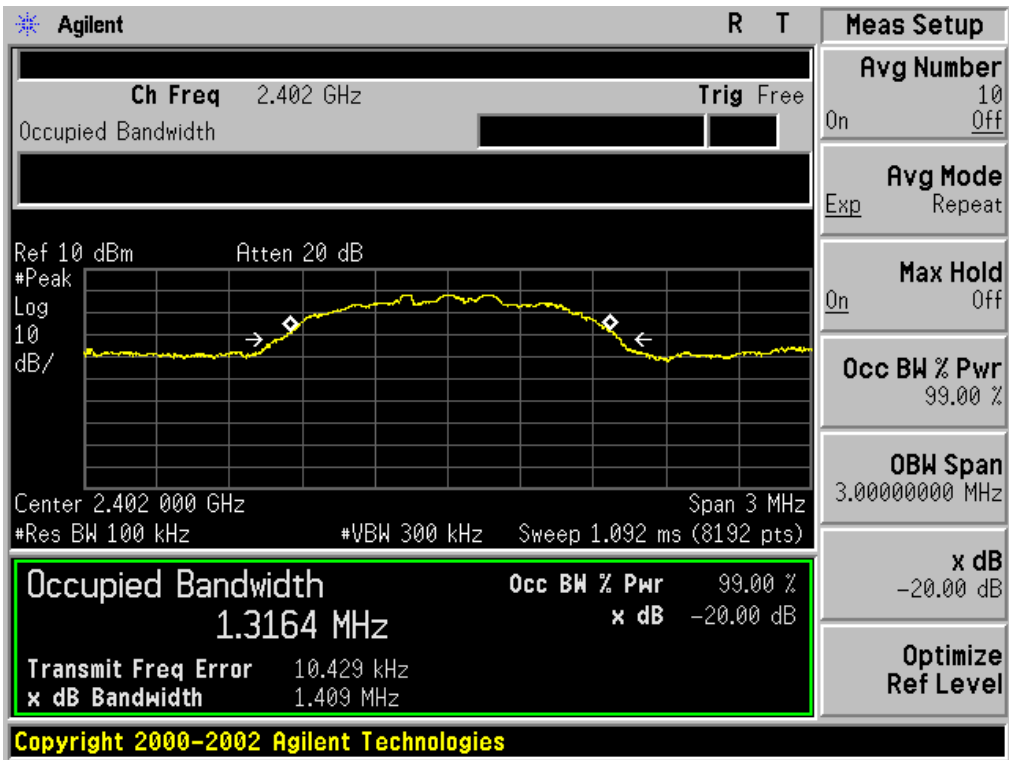 Agilent R T
Ch Freq 2.402 GHz Trig Free
Occupied Bandwidth
Ref 10 dBm Atten 20 dB
#Peak
Log
10
dB/
Center 2.402 000 GHz Span 3 MHz
#Res BW 100 kHz #VBW 300 kHz Sweep 1.092 ms (8192 pts)
Occupied Bandwidth Occ BW % Pwr 99.00 %
1.3164 MHz x dB -20.00 dB
Transmit Freq Error 10.429 kHz
x dB Bandwidth 1.409 MHz
Copyright 2000-2002 Agilent Technologies
Meas Setup
Avg Number
10
On Off
Avg Mode
Exp Repeat
Max Hold
On Off
Occ BW % Pwr
99.00 %
OBW Span
3.00000000 MHz
x dB
-20.00 dB
Optimize
Ref Level